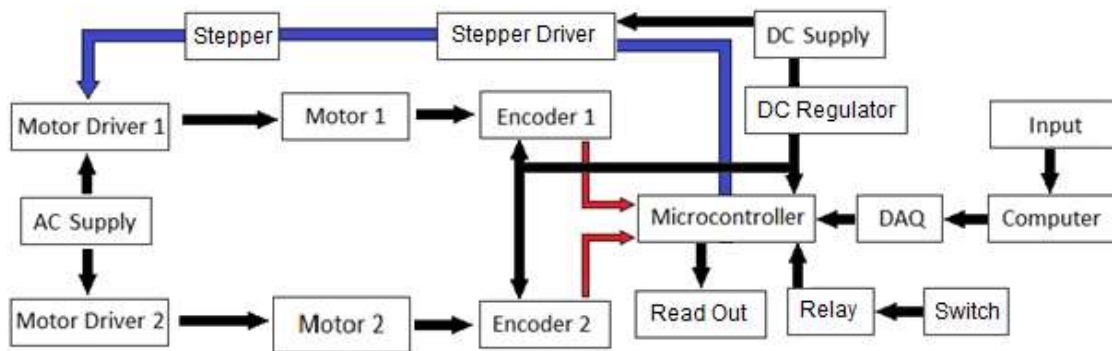 Stepper
Stepper Driver
DC Supply
Motor Driver 1
Motor 1
Encoder 1
DC Regulator
Input
AC Supply
Microcontroller
DAQ
Computer
Motor Driver 2
Motor 2
Encoder 2
Read Out
Relay
Switch